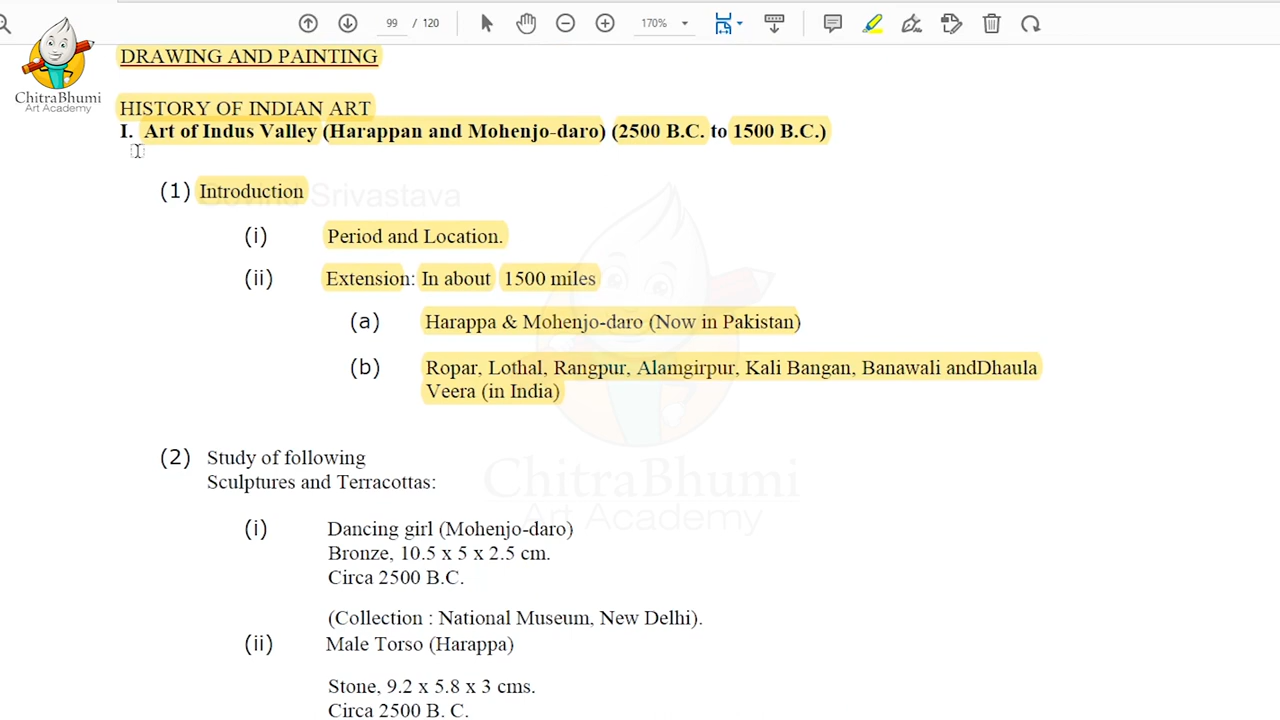 99 / 120
170%
ChitraBhumi
Art Academy
DRAWING AND PAINTING
HISTORY OF INDIAN ART
I. Art of Indus Valley (Harappan and Mohenjo-daro) (2500 B.C. to 1500 B.C.)
(1) Introduction
Srivastava
(i) Period and Location.
(ii) Extension: In about 1500 miles
(a) Harappa & Mohenjo-daro (Now in Pakistan)
(b) Ropar, Lothal, Rangpur, Alamgirpur, Kali Bangan, Banawali andDhaula
Veera (in India)
(2) Study of following
Sculptures and Terracottas:
ChitraBhumi
Art Academy
(i) Dancing girl (Mohenjo-daro)
Bronze, 10.5 x 5 x 2.5 cm.
Circa 2500 B.C.
(Collection : National Museum, New Delhi).
(ii) Male Torso (Harappa)
Stone, 9.2 x 5.8 x 3 cms.
Circa 2500 B. C.